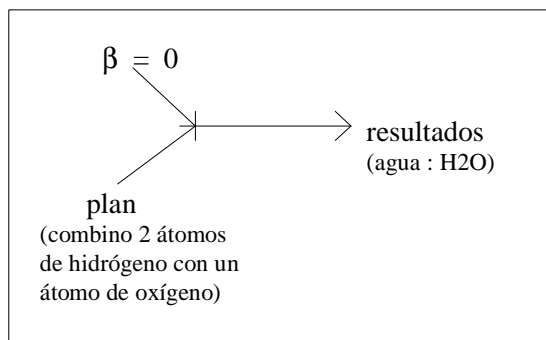 β = 0
resultados
(agua : H2O)
plan
(combino 2 átomos
de hidrógeno con un
átomo de oxígeno)